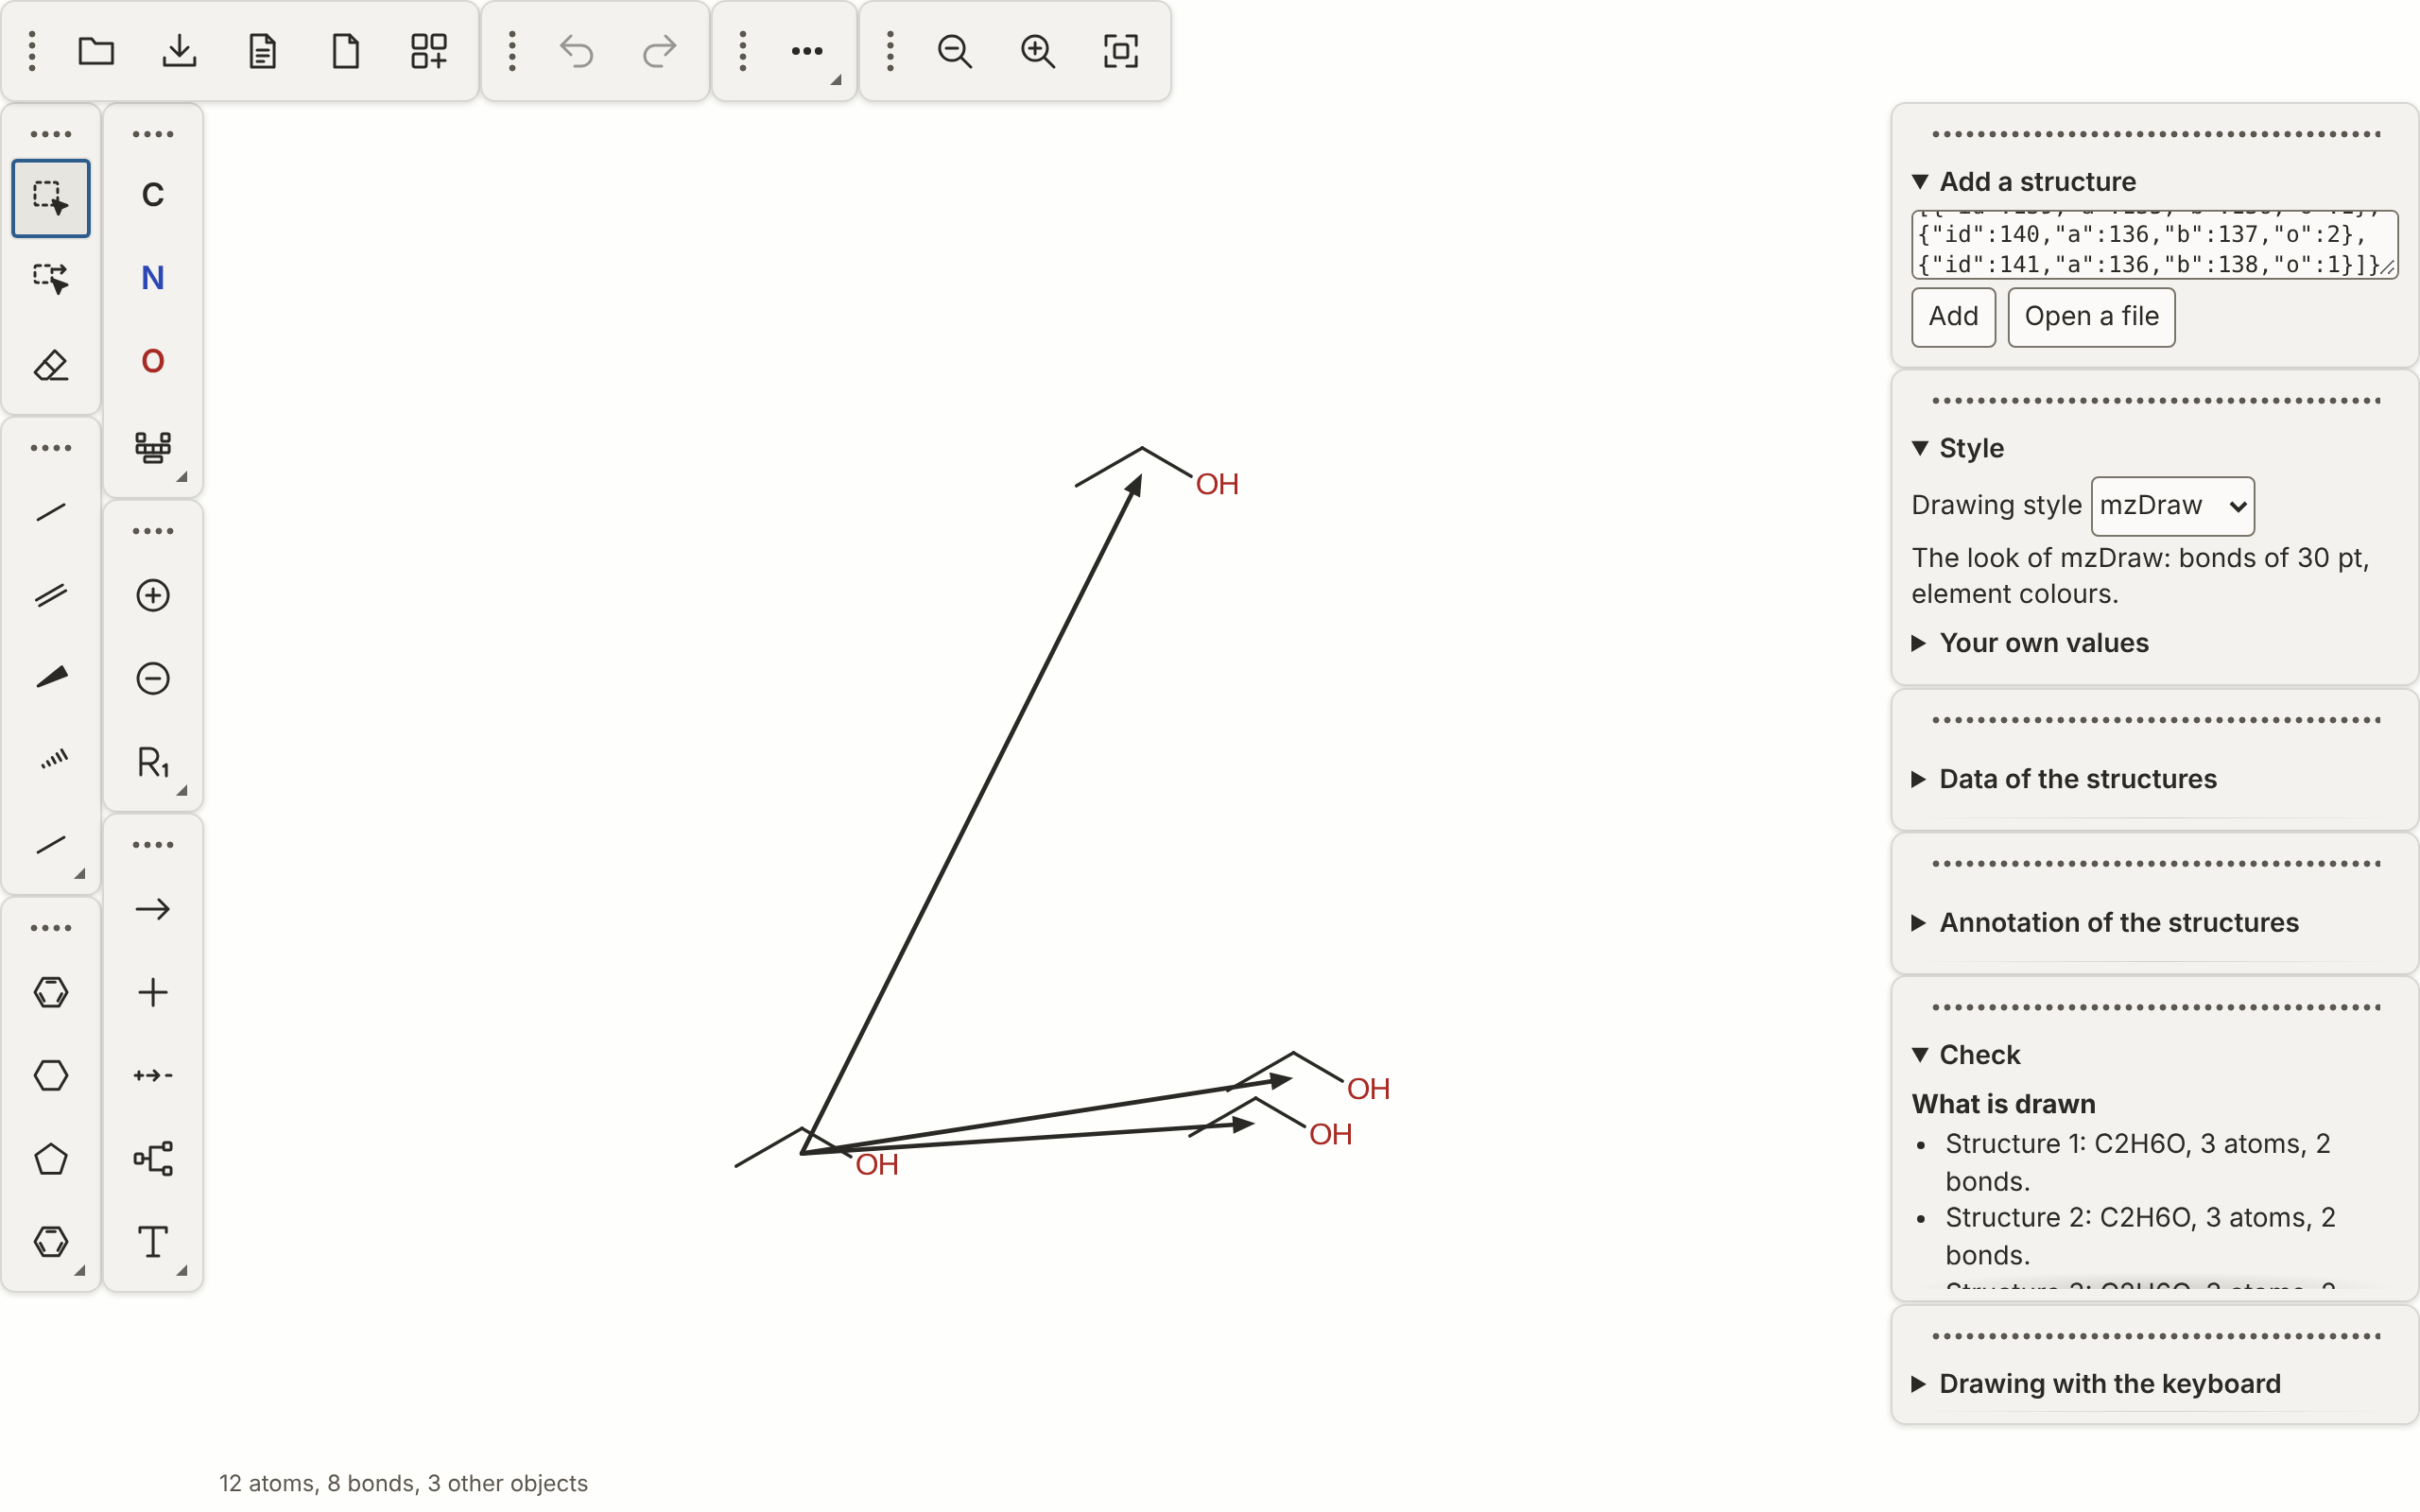 C
N
O
R1
T
OH
OH
OH
OH
12 atoms, 8 bonds, 3 other objects
Add a structure
{"id":140,"a":136,"b":137,"o":2},
{"id":141,"a":136,"b":138,"o":1}]}
Add
Open a file
Style
Drawing style
mzDraw
The look of mzDraw: bonds of 30 pt,
element colours.
Your own values
Data of the structures
Annotation of the structures
Check
What is drawn
• Structure 1: C2H6O, 3 atoms, 2
bonds.
• Structure 2: C2H6O, 3 atoms, 2
bonds.
Drawing with the keyboard